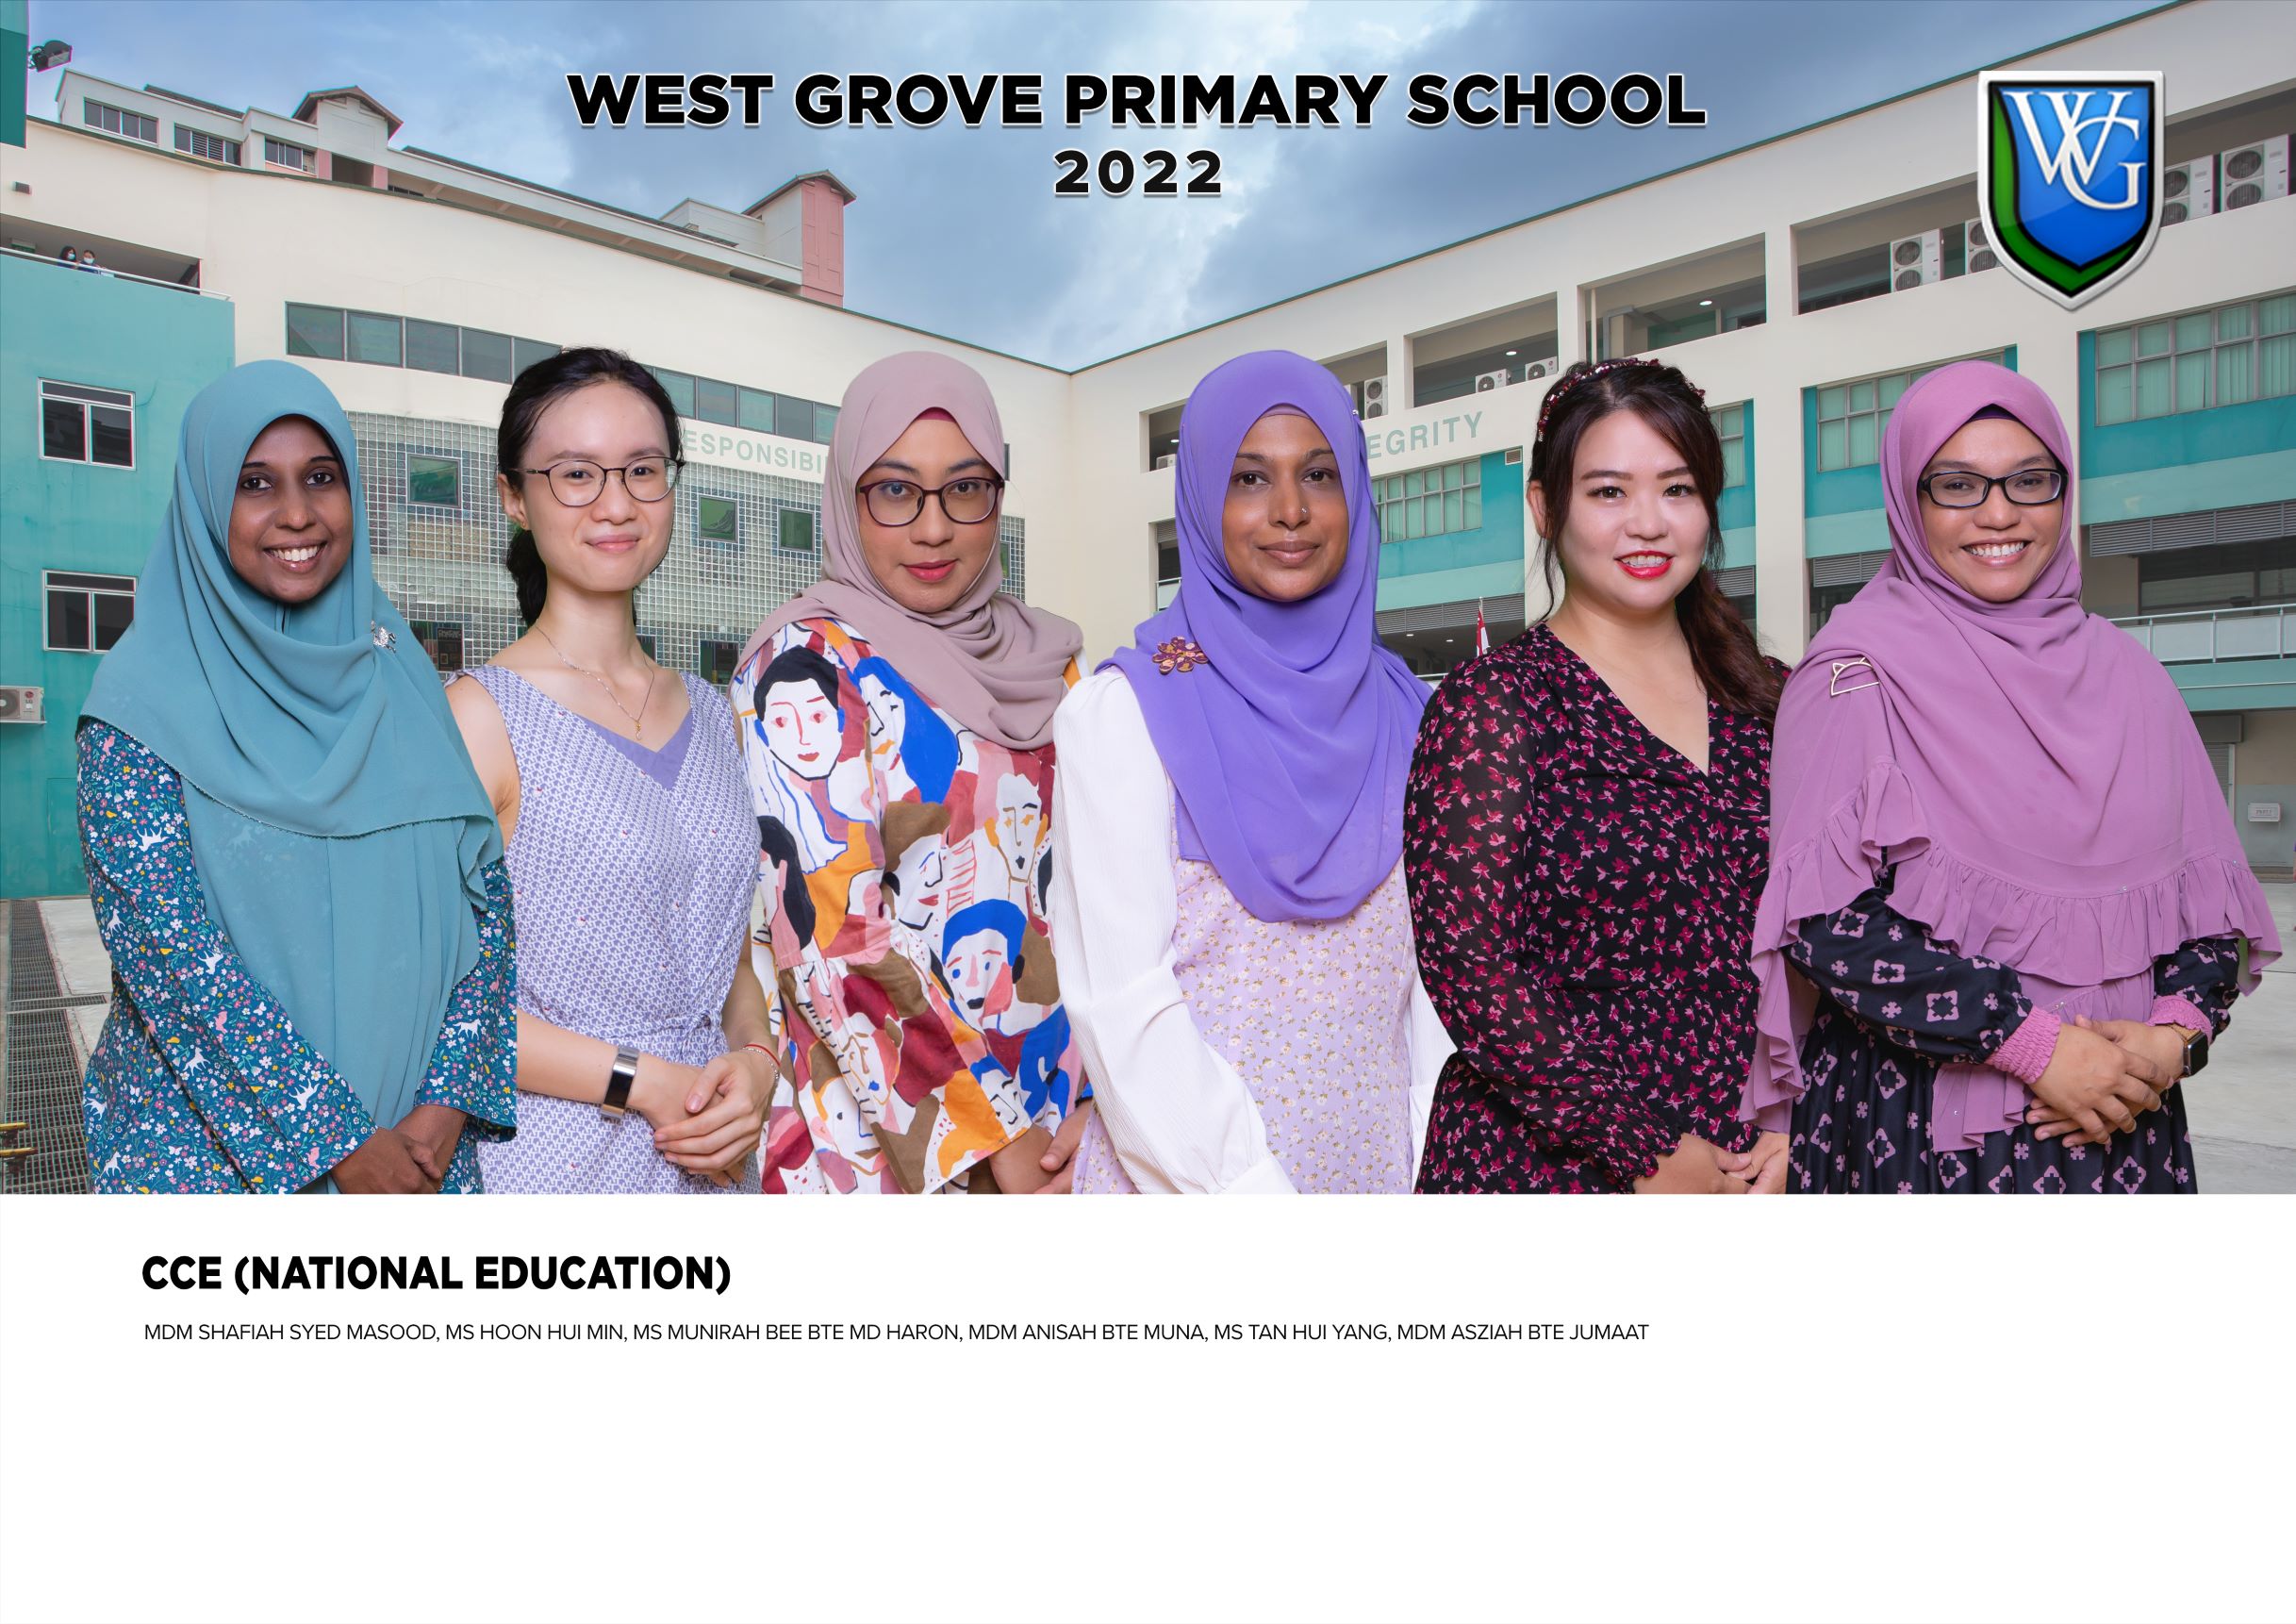 WEST GROVE PRIMARY SCHOOL
2022
WG
ESPONSIBI
EGRITY
CCE (NATIONAL EDUCATION)
MDM SHAFIAH SYED MASOOD, MS HOON HUI MIN, MS MUNIRAH BEE BTE MD HARON, MDM ANISAH BTE MUNA, MS TAN HUI YANG, MDM ASZIAH BTE JUMAAT